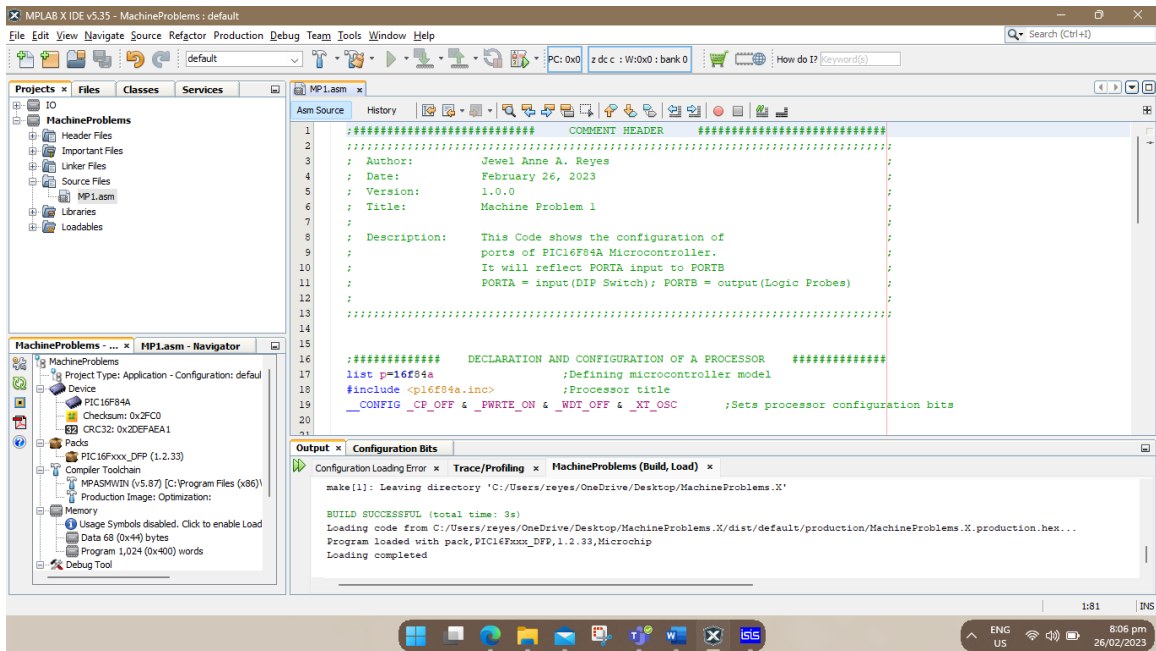 MPLAB X IDE v5.35 - MachineProblems : default
File Edit View Navigate Source Refactor Production Debug Team Tools Window Help
Search (Ctrl+I)
default
PC: 0x0
z dc c : W:0x0 : bank 0
How do I? Keyword(s)
Projects × Files Classes Services
IO
MachineProblems
Header Files
Important Files
Linker Files
Source Files
MP1.asm
Libraries
Loadables
MachineProblems - ... × MP1.asm - Navigator
MachineProblems
Project Type: Application - Configuration: defaul
Device
PIC16F84A
Checksum: 0x2FC0
CRC32: 0x2DEFAEA1
Packs
PIC16Fxxx_DFP (1.2.33)
Compiler Toolchain
MPASMWIN (v5.87) [C:\Program Files (x86)\
Production Image: Optimization:
Memory
Usage Symbols disabled. Click to enable Load
Data 68 (0x44) bytes
Program 1,024 (0x400) words
Debug Tool
MP1.asm ×
Asm Source History
1 ;########################### COMMENT HEADER ############################
2 ;;;;;;;;;;;;;;;;;;;;;;;;;;;;;;;;;;;;;;;;;;;;;;;;;;;;;;;;;;;;;;;;;;;;;;;;;;;;;;;;;
3 ; Author: Jewel Anne A. Reyes ;
4 ; Date: February 26, 2023 ;
5 ; Version: 1.0.0 ;
6 ; Title: Machine Problem 1 ;
7 ; ;
8 ; Description: This Code shows the configuration of ;
9 ; ports of PIC16F84A Microcontroller. ;
10 ; It will reflect PORTA input to PORTB ;
11 ; PORTA = input(DIP Switch); PORTB = output(Logic Probes) ;
12 ; ;
13 ;;;;;;;;;;;;;;;;;;;;;;;;;;;;;;;;;;;;;;;;;;;;;;;;;;;;;;;;;;;;;;;;;;;;;;;;;;;;;;;;;
14
15
16 ;############# DECLARATION AND CONFIGURATION OF A PROCESSOR ##############
17 list p=16f84a ;Defining microcontroller model
18 #include <p16f84a.inc> ;Processor title
19 __CONFIG _CP_OFF & _PWRTE_ON & _WDT_OFF & _XT_OSC ;Sets processor configuration bits
20
21
Output × Configuration Bits
Configuration Loading Error × Trace/Profiling × MachineProblems (Build, Load) ×
make[1]: Leaving directory 'C:/Users/reyes/OneDrive/Desktop/MachineProblems.X'
BUILD SUCCESSFUL (total time: 3s)
Loading code from C:/Users/reyes/OneDrive/Desktop/MachineProblems.X/dist/default/production/MachineProblems.X.production.hex...
Program loaded with pack,PIC16Fxxx_DFP,1.2.33,Microchip
Loading completed
1:81 INS
isis
ENG
US
8:06 pm
26/02/2023